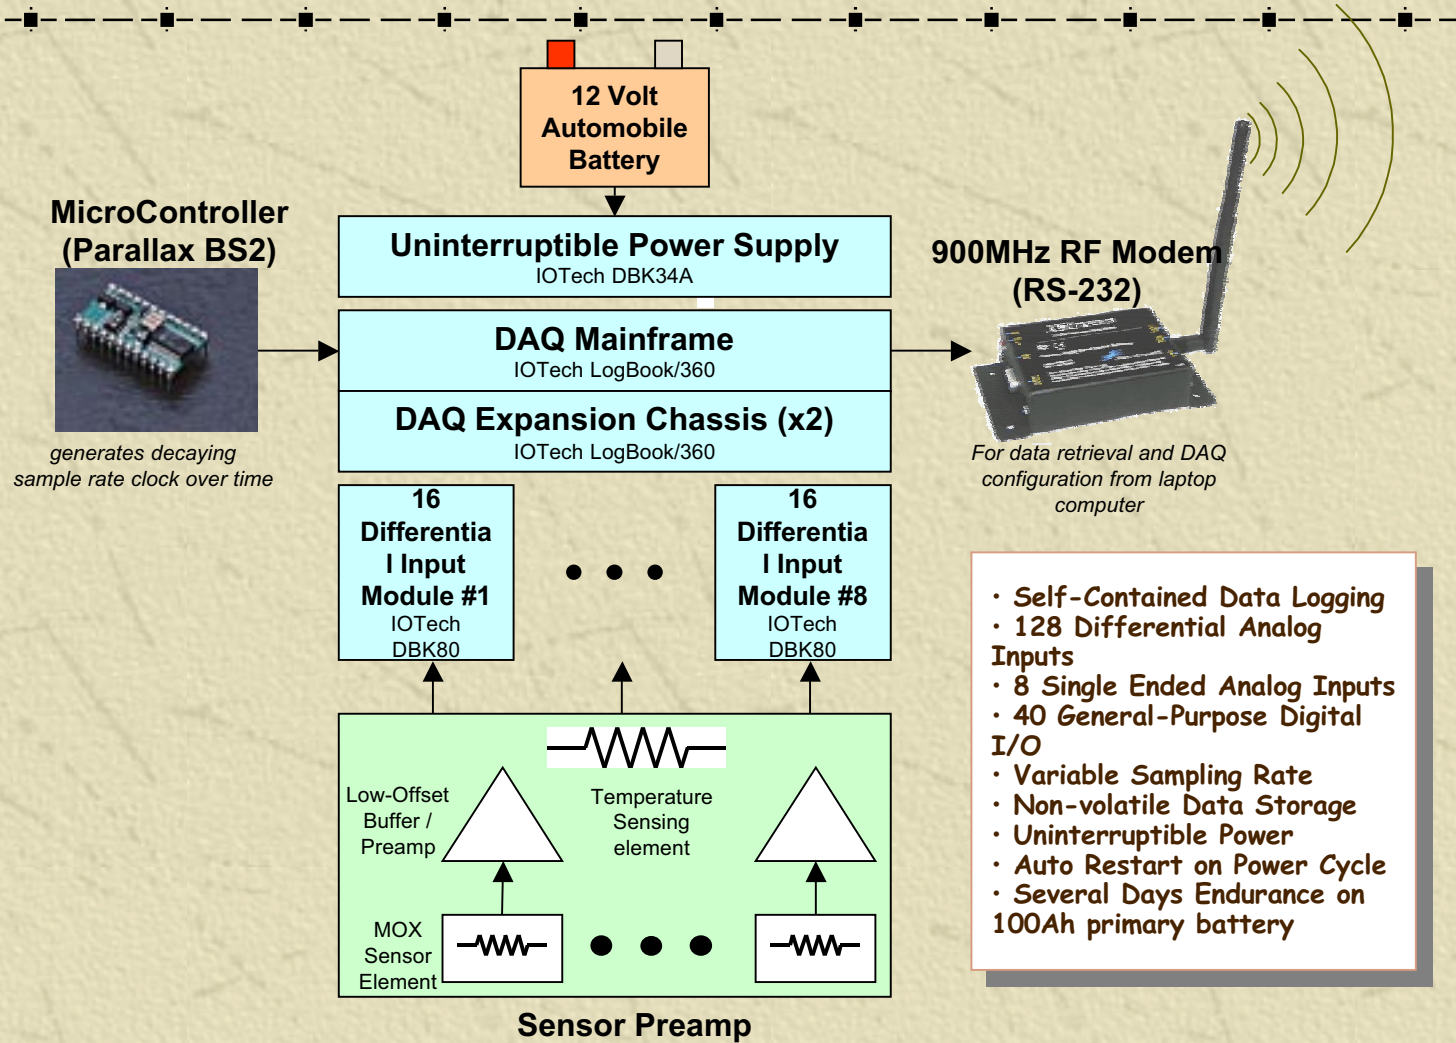 12 Volt
Automobile
Battery
MicroController
(Parallax BS2)
Uninterruptible Power Supply
IOTech DBK34A
900MHz RF Modem
(RS-232)
DAQ Mainframe
IOTech LogBook/360
DAQ Expansion Chassis (x2)
IOTech LogBook/360
generates decaying
sample rate clock over time
For data retrieval and DAQ
configuration from laptop
computer
16
Differentia
l Input
Module #1
IOTech
DBK80
16
Differentia
l Input
Module #8
IOTech
DBK80
• Self-Contained Data Logging
• 128 Differential Analog
Inputs
• 8 Single Ended Analog Inputs
• 40 General-Purpose Digital
I/O
• Variable Sampling Rate
• Non-volatile Data Storage
• Uninterruptible Power
• Auto Restart on Power Cycle
• Several Days Endurance on
100Ah primary battery
Low-Offset
Buffer /
Preamp
Temperature
Sensing
element
MOX
Sensor
Element
Sensor Preamp